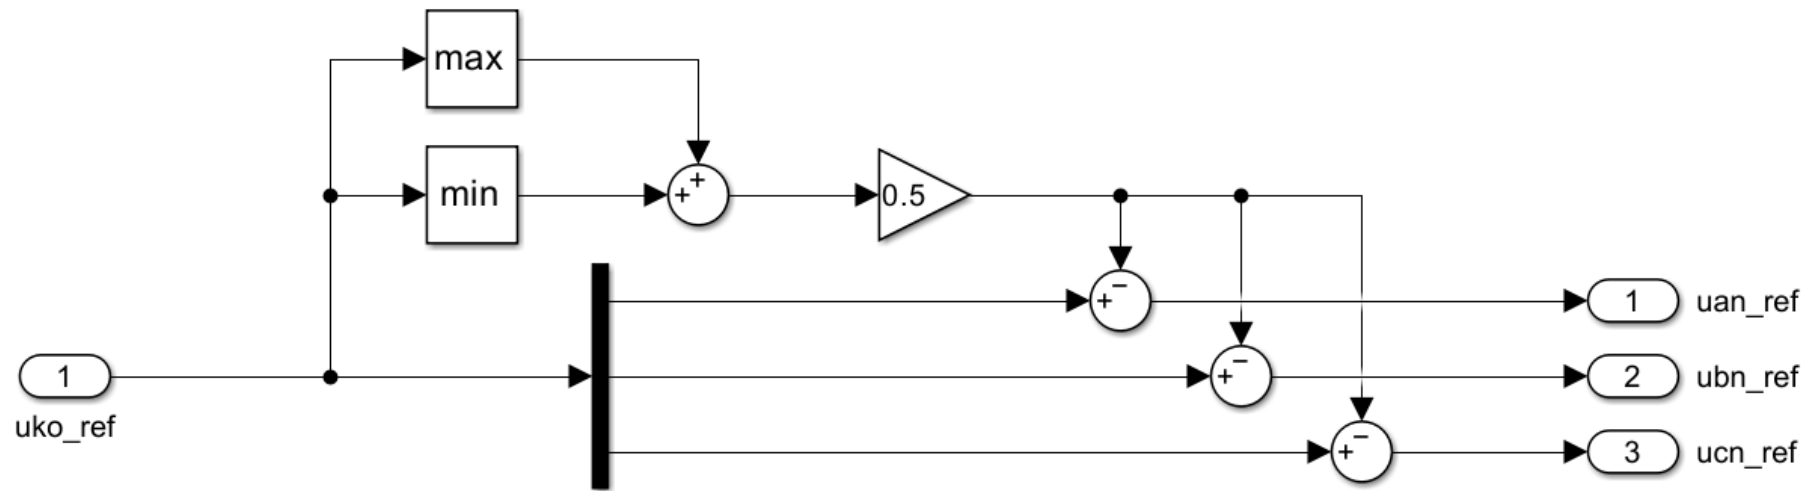 max
min
+
+
0.5
+
−
1
uan_ref
1
uko_ref
+
−
2
ubn_ref
+
−
3
ucn_ref